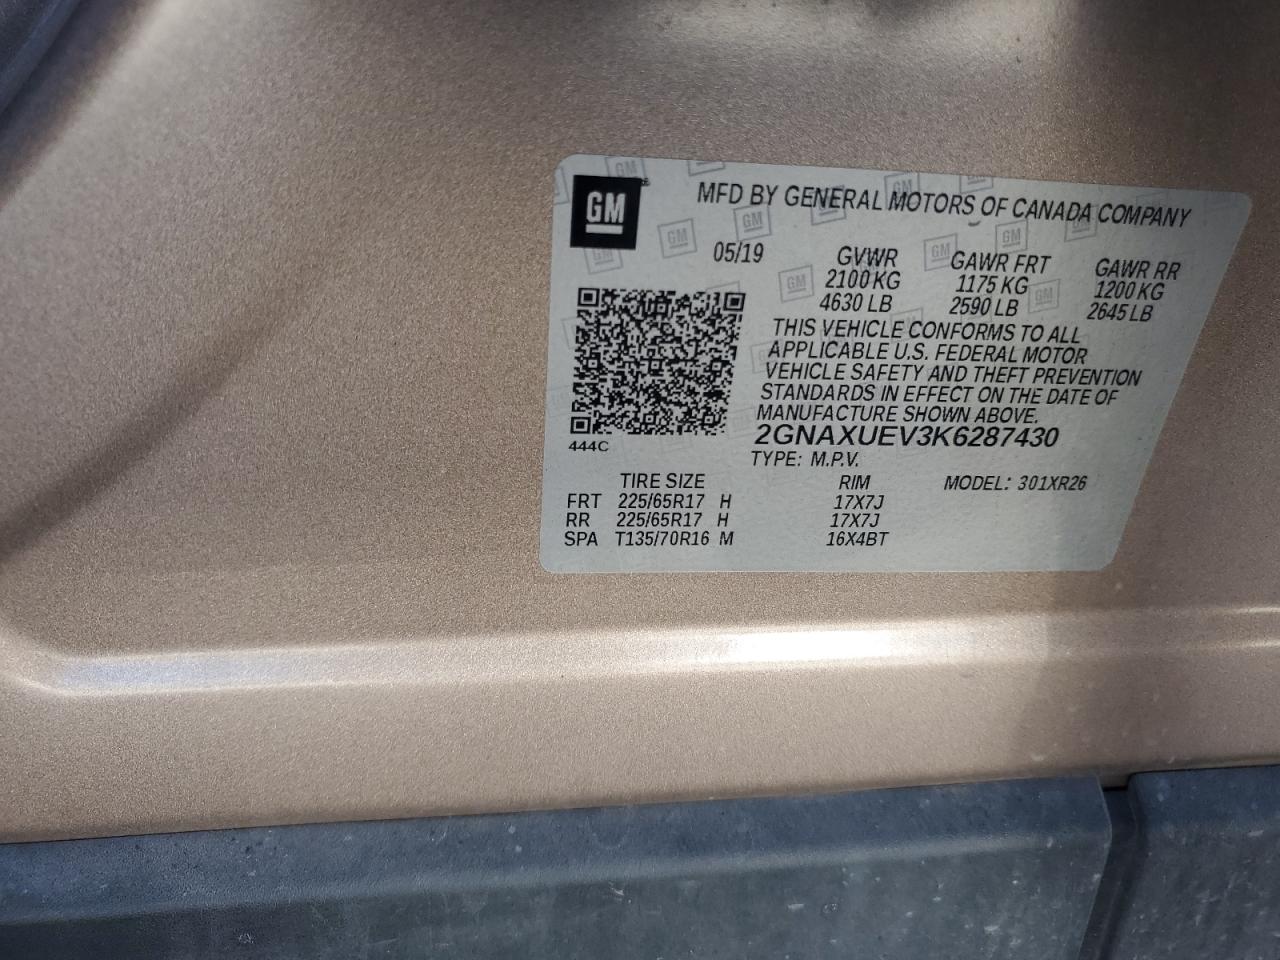 GM
MFD BY GENERAL MOTORS OF CANADA COMPANY
05/19 GVWR GAWR FRT GAWR RR
2100 KG 1175 KG 1200 KG
4630 LB 2590 LB 2645 LB
THIS VEHICLE CONFORMS TO ALL
APPLICABLE U.S. FEDERAL MOTOR
VEHICLE SAFETY AND THEFT PREVENTION
STANDARDS IN EFFECT ON THE DATE OF
MANUFACTURE SHOWN ABOVE.
2GNAXUEV3K6287430
444C
TYPE: M.P.V.
TIRE SIZE RIM MODEL: 301XR26
FRT 225/65R17 H 17X7J
RR 225/65R17 H 17X7J
SPA T135/70R16 M 16X4BT